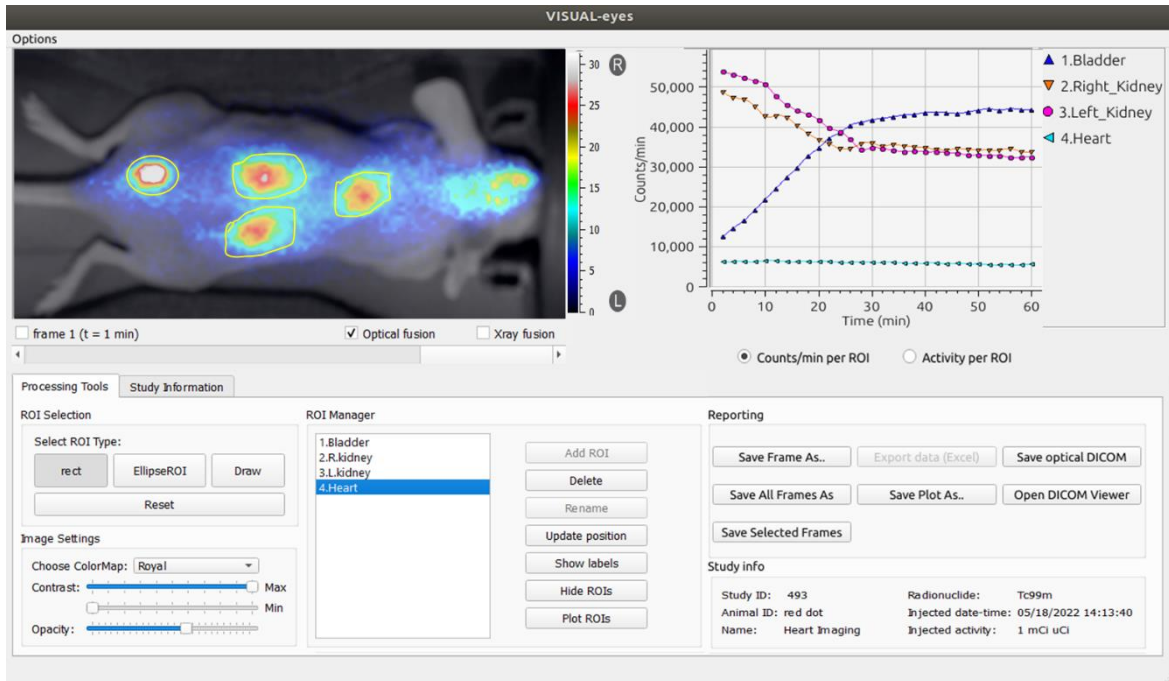 VISUAL-eyes
Options
30
25
20
15
10
5
0
R
L
frame 1 (t = 1 min)
Optical fusion
Xray fusion
Counts/min
50,000
40,000
30,000
20,000
10,000
0
0 10 20 30 40 50 60
Time (min)
1.Bladder
2.Right_Kidney
3.Left_Kidney
4.Heart
Counts/min per ROI
Activity per ROI
Processing Tools
Study Information
ROI Selection
Select ROI Type:
rect
EllipseROI
Draw
Reset
Image Settings
Choose ColorMap: Royal
Contrast: Max
Min
Opacity:
ROI Manager
1.Bladder
2.R.kidney
3.L.kidney
4.Heart
Add ROI
Delete
Rename
Update position
Show labels
Hide ROIs
Plot ROIs
Reporting
Save Frame As..
Export data (Excel)
Save optical DICOM
Save All Frames As
Save Plot As..
Open DICOM Viewer
Save Selected Frames
Study info
Study ID: 493
Animal ID: red dot
Name: Heart Imaging
Radionuclide: Tc99m
Injected date-time: 05/18/2022 14:13:40
Injected activity: 1 mCi uCi